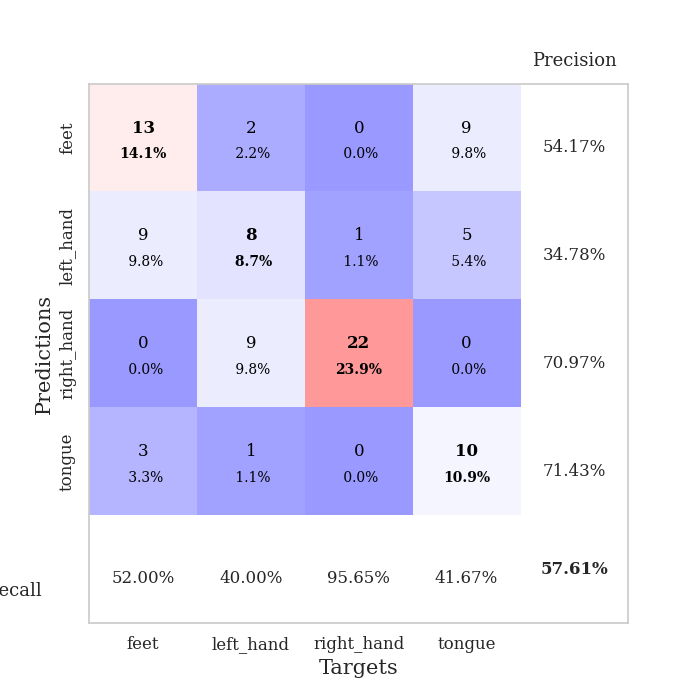 Precision
feet
13 2 0 9
14.1% 2.2% 0.0% 9.8%
54.17%
left_hand
9 8 1 5
9.8% 8.7% 1.1% 5.4%
34.78%
Predictions
right_hand
0 9 22 0
0.0% 9.8% 23.9% 0.0%
70.97%
tongue
3 1 0 10
3.3% 1.1% 0.0% 10.9%
71.43%
ecall
52.00% 40.00% 95.65% 41.67% 57.61%
feet left_hand right_hand tongue
Targets